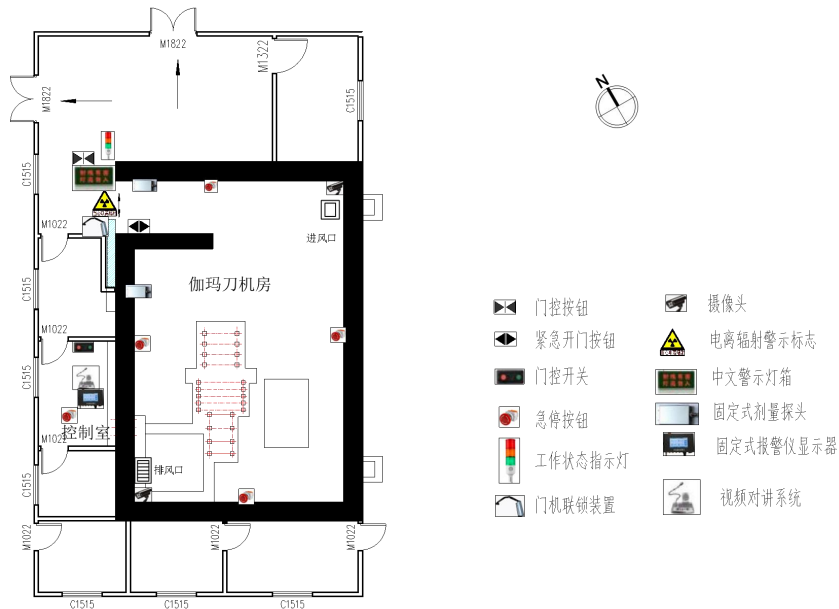 M1822
M1322
M1822
C1515
C1515
M1022
进风口
伽玛刀机房
C1515
M1022
C1515
控制室
M1022
排风口
C1515
M1022
M1022
M1022
C1515
C1515
C1515
N
门控按钮
紧急开门按钮
门控开关
急停按钮
工作状态指示灯
门机联锁装置
摄像头
电离辐射警示标志
中文警示灯箱
固定式剂量探头
固定式报警仪显示器
视频对讲系统